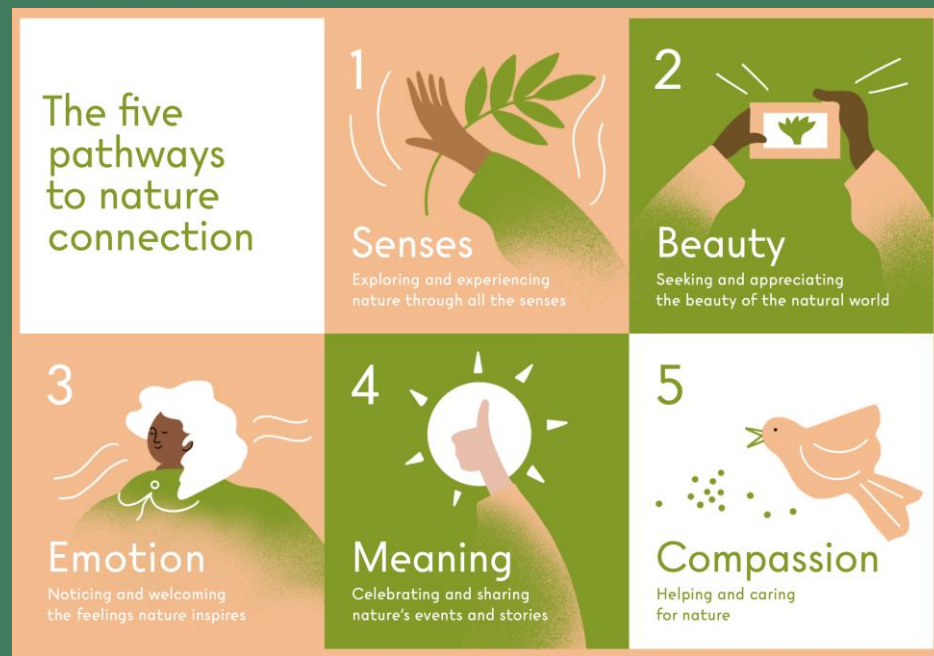 The five
pathways
to nature
connection
1
Senses
Exploring and experiencing
nature through all the senses
2
Beauty
Seeking and appreciating
the beauty of the natural world
3
Emotion
Noticing and welcoming
the feelings nature inspires
4
Meaning
Celebrating and sharing
nature's events and stories
5
Compassion
Helping and caring
for nature